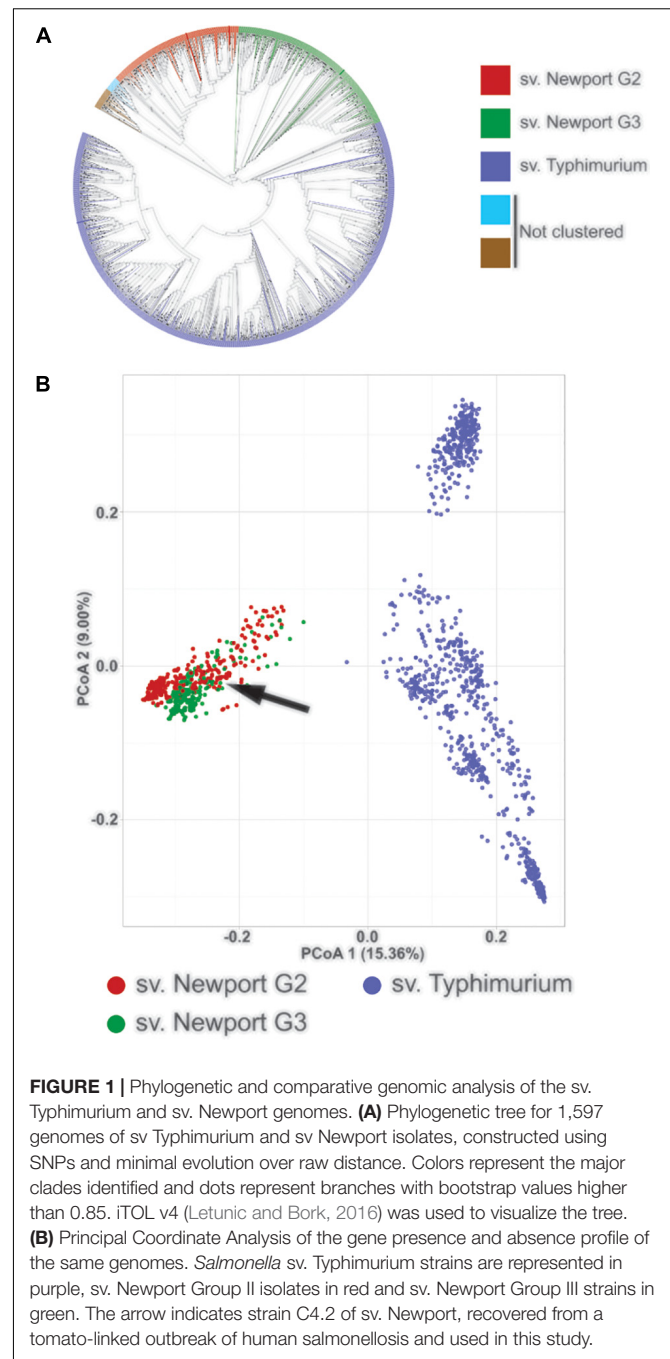 A
sv. Newport G2
sv. Newport G3
sv. Typhimurium
Not clustered
B
0.2
0.0
-0.2
PCoA 2 (9.00%)
-0.2
0.0
0.2
PCoA 1 (15.36%)
sv. Newport G2
sv. Typhimurium
sv. Newport G3
FIGURE 1 | Phylogenetic and comparative genomic analysis of the sv.
Typhimurium and sv. Newport genomes. (A) Phylogenetic tree for 1,597
genomes of sv Typhimurium and sv Newport isolates, constructed using
SNPs and minimal evolution over raw distance. Colors represent the major
clades identified and dots represent branches with bootstrap values higher
than 0.85. iTOL v4 (Letunic and Bork, 2016) was used to visualize the tree.
(B) Principal Coordinate Analysis of the gene presence and absence profile of
the same genomes. Salmonella sv. Typhimurium strains are represented in
purple, sv. Newport Group II isolates in red and sv. Newport Group III strains in
green. The arrow indicates strain C4.2 of sv. Newport, recovered from a
tomato-linked outbreak of human salmonellosis and used in this study.